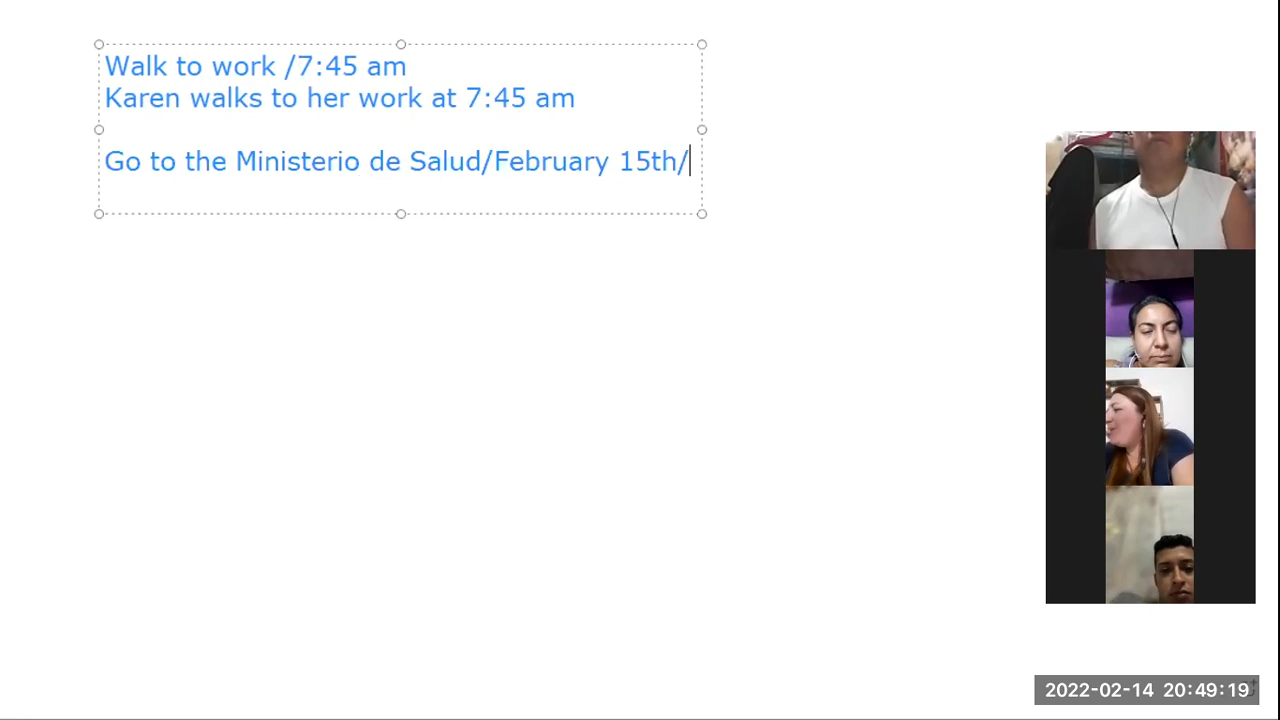 Walk to work /7:45 am
Karen walks to her work at 7:45 am
Go to the Ministerio de Salud/February 15th/
2022-02-14 20:49:19